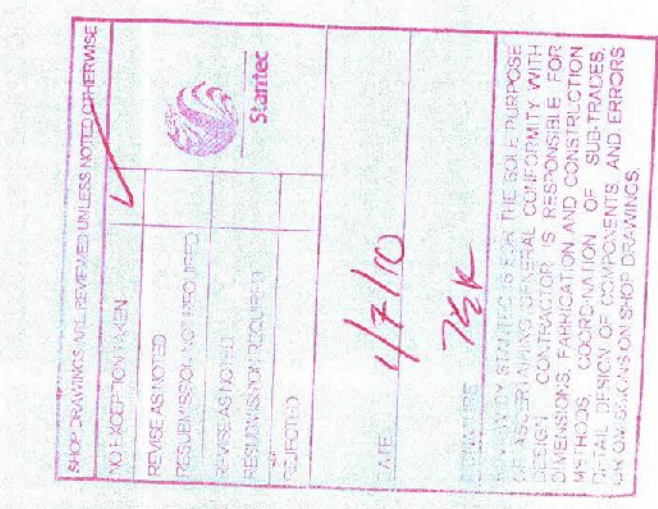 SHOP DRAWINGS ARE REVIEWED UNLESS NOTED OTHERWISE
NO EXCEPTION TAKEN
REVISE AS NOTED
RESUBMISSION NOT REQUIRED
REVISE AS NOTED
RESUBMISSION REQUIRED
REJECTED
Stantec
DATE 1/7/10
SIGNATURE
REVIEW BY STANTEC IS FOR THE SOLE PURPOSE
OF ASCERTAINING GENERAL CONFORMITY WITH
DESIGN. CONTRACTOR IS RESPONSIBLE FOR
DIMENSIONS, FABRICATION AND CONSTRUCTION
METHODS, COORDINATION OF SUB-TRADES,
DETAIL DESIGN OF COMPONENTS, AND ERRORS
OR OMISSIONS ON SHOP DRAWINGS.